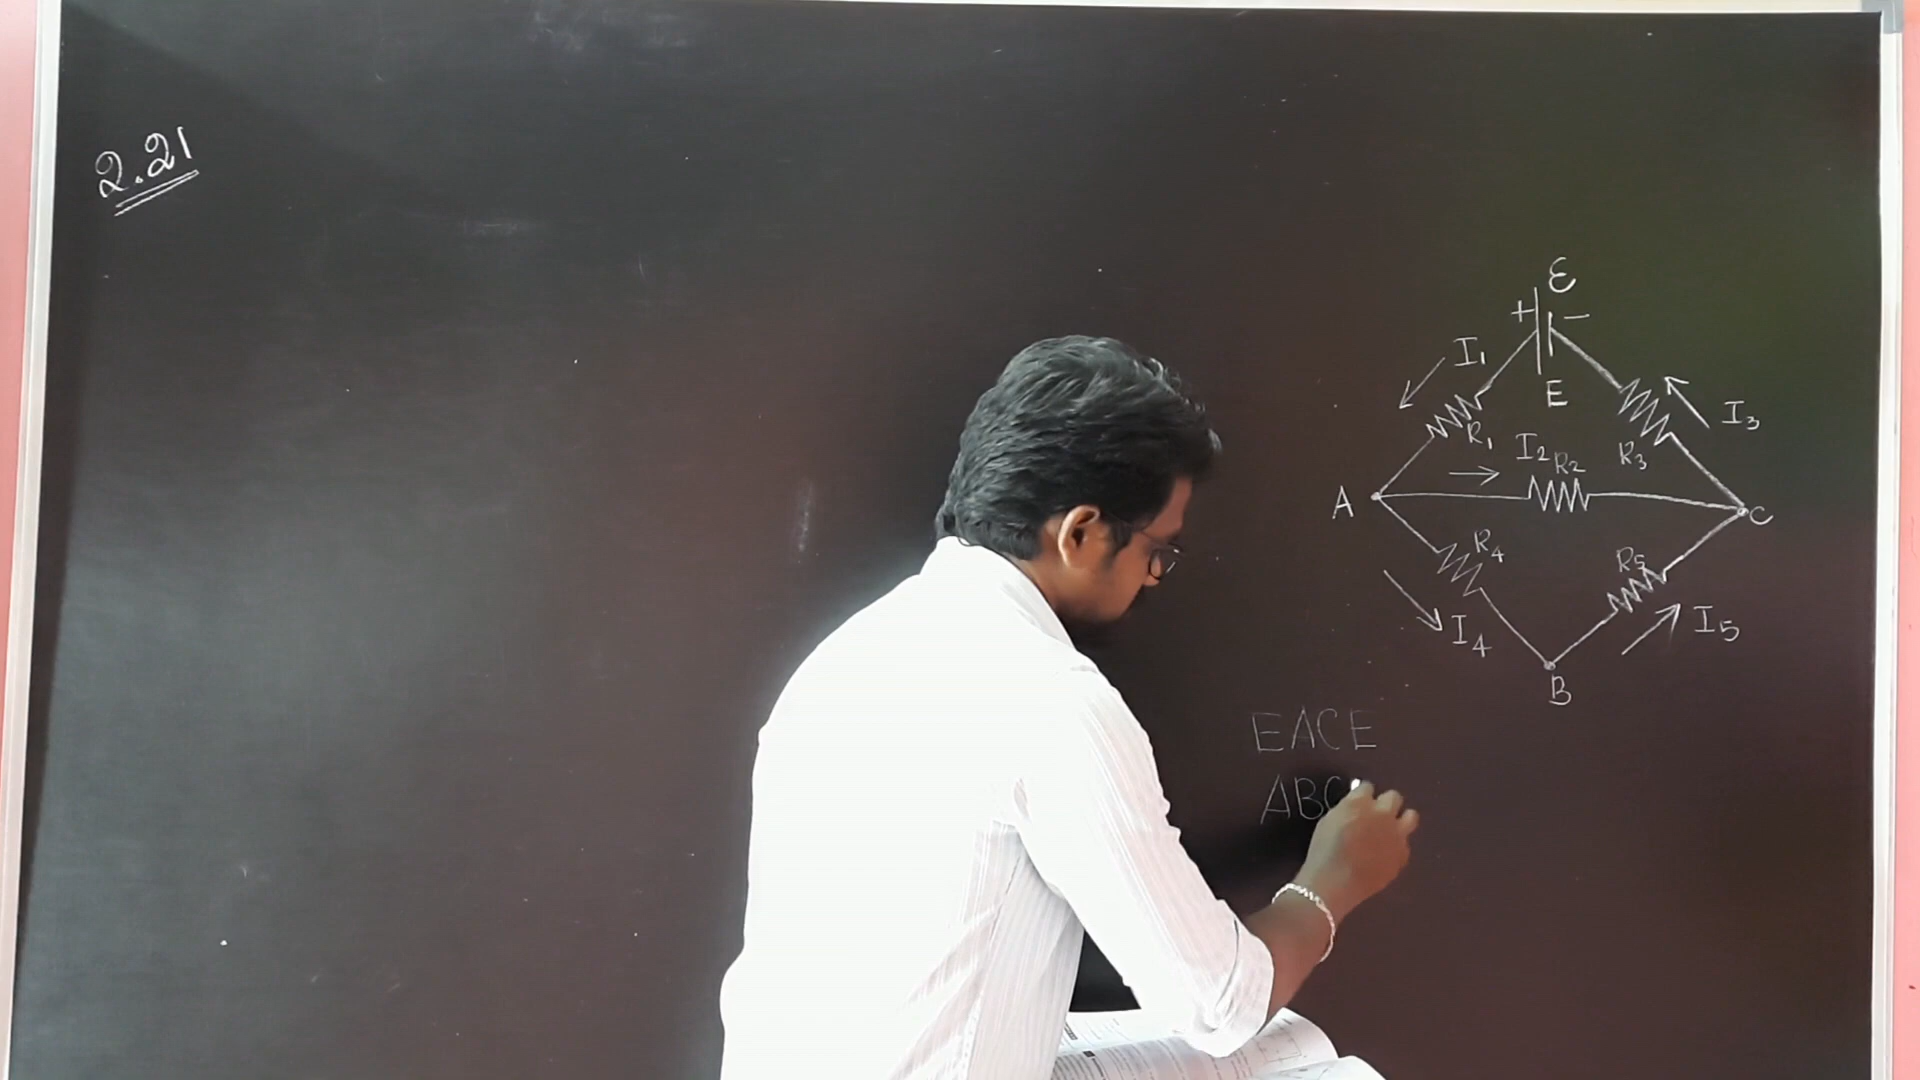 2.21
ε
+ −
I₁
E
I₃
R₁
I₂ R₂
R₃
A
C
R₄
R₅
I₄
I₅
B
EACE
ABC